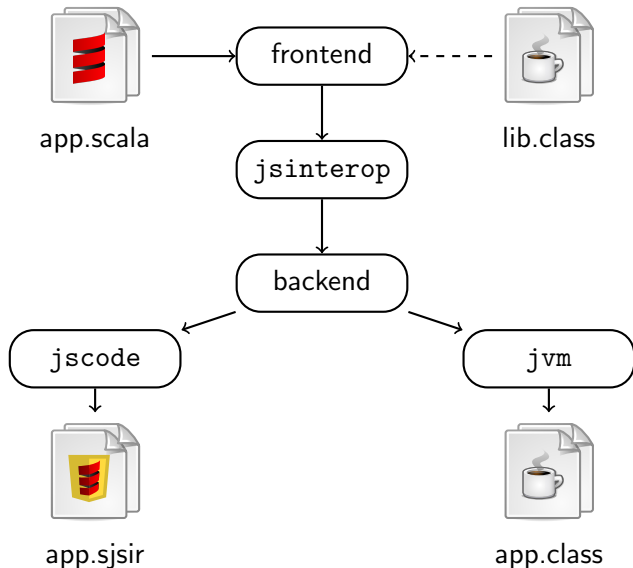 frontend
app.scala
lib.class
jsinterop
backend
jscode
jvm
app.sjsir
app.class